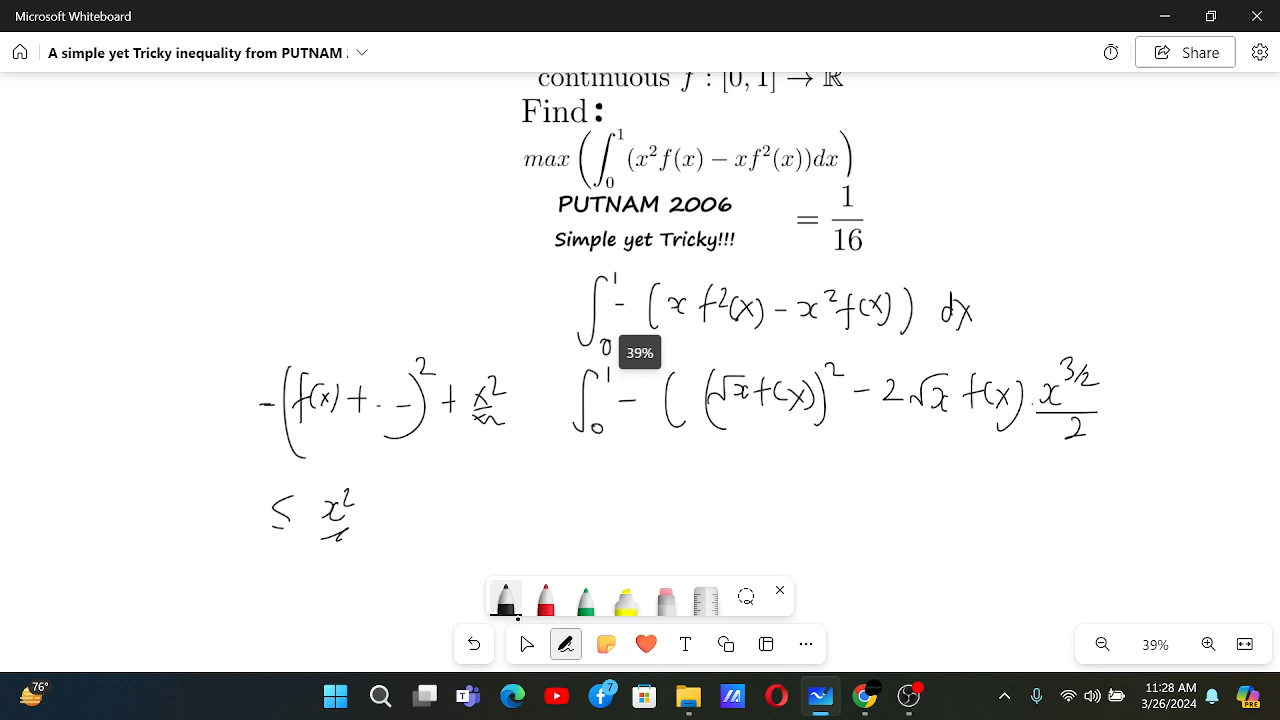 Microsoft Whiteboard
A simple yet Tricky inequality from PUTNAM
Share
continuous f : [0, 1] → ℝ
Find:
max (∫₀¹ (x²f(x) − xf²(x))dx)
PUTNAM 2006
= 1/16
Simple yet Tricky!!!
∫₀¹ − (x f²(x) − x²f(x)) dx
39%
−(f(x) + . −)² + x²
∫₀¹ − ((√x f(x))² − 2√x f(x) . x^3/2 / 2
≤ x²
39%
76°
7
11:28 AM
3/26/2024
PRE